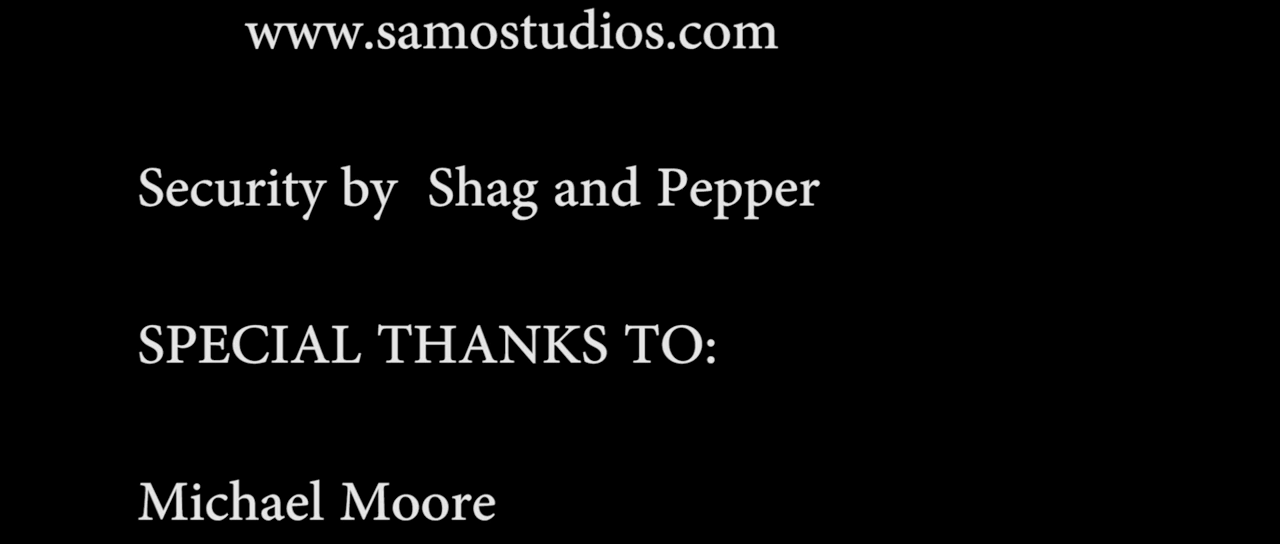 www.samostudios.com
Security by  Shag and Pepper
SPECIAL THANKS TO:
Michael Moore